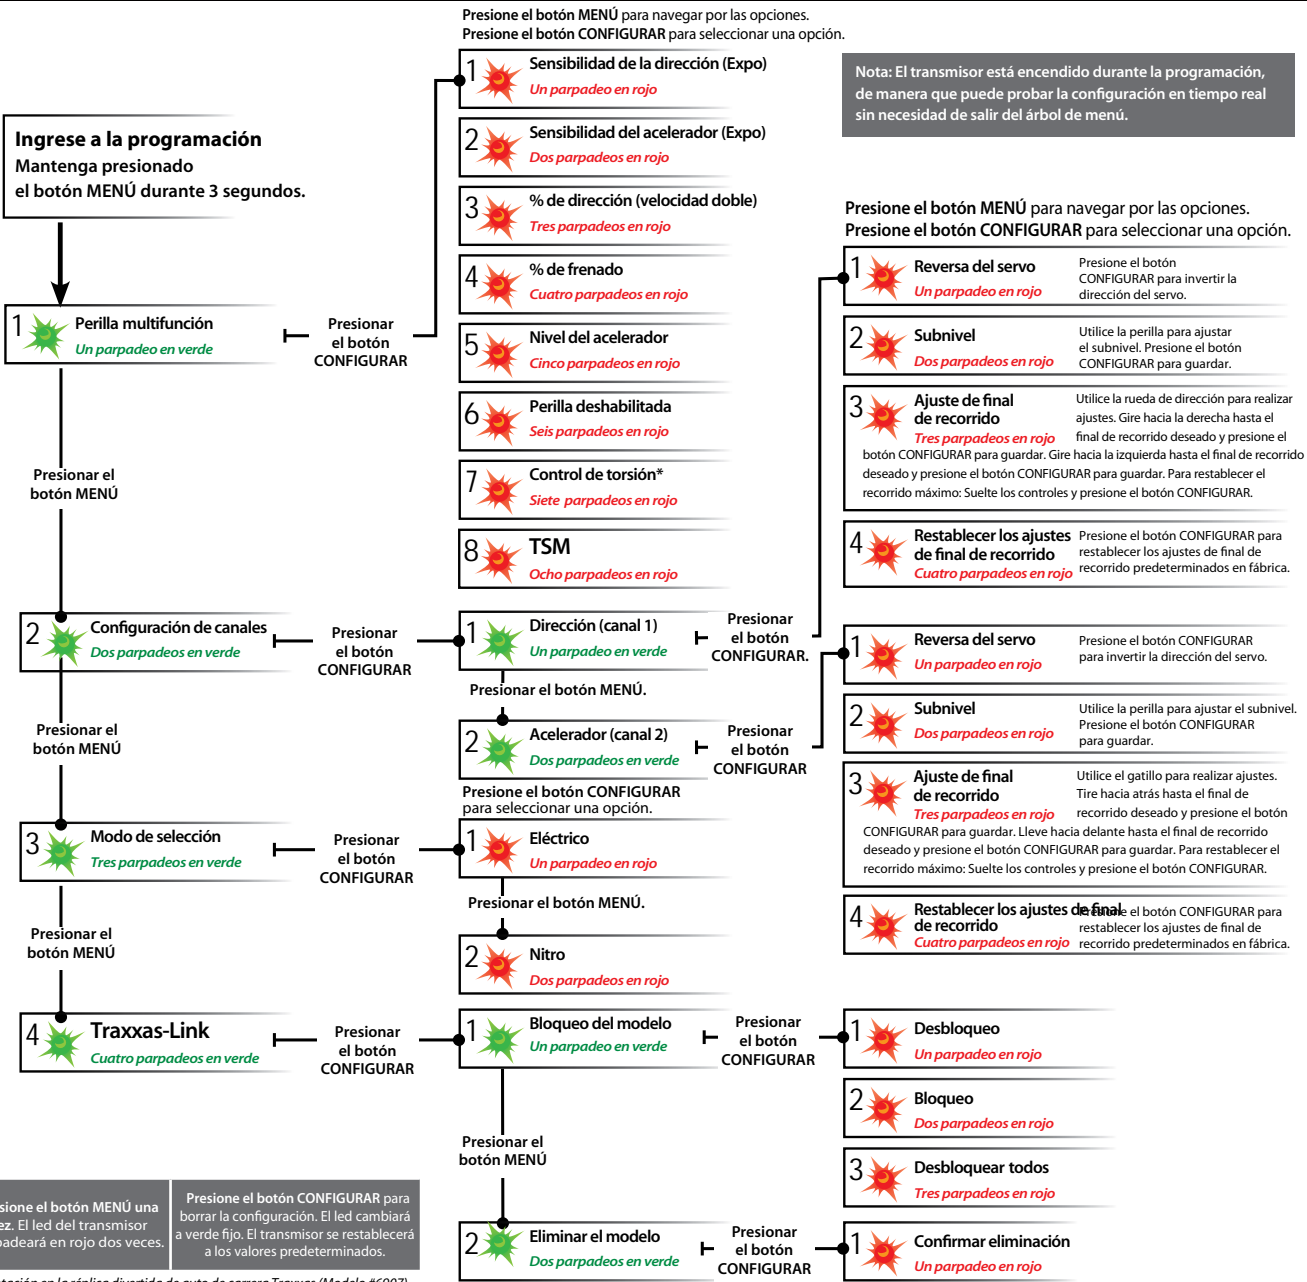 Presione el botón MENÚ para navegar por las opciones.
Presione el botón CONFIGURAR para seleccionar una opción.
Nota: El transmisor está encendido durante la programación,
de manera que puede probar la configuración en tiempo real
sin necesidad de salir del árbol de menú.
Ingrese a la programación
Mantenga presionado
el botón MENÚ durante 3 segundos.
1 Perilla multifunción
Un parpadeo en verde
Presionar
el botón
CONFIGURAR
1 Sensibilidad de la dirección (Expo)
Un parpadeo en rojo
2 Sensibilidad del acelerador (Expo)
Dos parpadeos en rojo
3 % de dirección (velocidad doble)
Tres parpadeos en rojo
4 % de frenado
Cuatro parpadeos en rojo
5 Nivel del acelerador
Cinco parpadeos en rojo
6 Perilla deshabilitada
Seis parpadeos en rojo
7 Control de torsión*
Siete parpadeos en rojo
8 TSM
Ocho parpadeos en rojo
Presionar el
botón MENÚ
2 Configuración de canales
Dos parpadeos en verde
Presionar
el botón
CONFIGURAR
1 Dirección (canal 1)
Un parpadeo en verde
Presionar
el botón
CONFIGURAR.
Presione el botón MENÚ para navegar por las opciones.
Presione el botón CONFIGURAR para seleccionar una opción.
1 Reversa del servo
Un parpadeo en rojo
Presione el botón
CONFIGURAR para invertir la
dirección del servo.
2 Subnivel
Dos parpadeos en rojo
Utilice la perilla para ajustar
el subnivel. Presione el botón
CONFIGURAR para guardar.
3 Ajuste de final
de recorrido
Tres parpadeos en rojo
Utilice la rueda de dirección para realizar
ajustes. Gire hacia la derecha hasta el
final de recorrido deseado y presione el
botón CONFIGURAR para guardar. Gire hacia la izquierda hasta el final de recorrido
deseado y presione el botón CONFIGURAR para guardar. Para restablecer el
recorrido máximo: Suelte los controles y presione el botón CONFIGURAR.
4 Restablecer los ajustes
de final de recorrido
Cuatro parpadeos en rojo
Presione el botón CONFIGURAR para
restablecer los ajustes de final de
recorrido predeterminados en fábrica.
Presionar el botón MENÚ.
2 Acelerador (canal 2)
Dos parpadeos en verde
Presionar
el botón
CONFIGURAR
1 Reversa del servo
Un parpadeo en rojo
Presione el botón CONFIGURAR
para invertir la dirección del servo.
2 Subnivel
Dos parpadeos en rojo
Utilice la perilla para ajustar el subnivel.
Presione el botón CONFIGURAR
para guardar.
3 Ajuste de final
de recorrido
Tres parpadeos en rojo
Utilice el gatillo para realizar ajustes.
Tire hacia atrás hasta el final de
recorrido deseado y presione el botón
CONFIGURAR para guardar. Lleve hacia delante hasta el final de recorrido
deseado y presione el botón CONFIGURAR para guardar. Para restablecer el
recorrido máximo: Suelte los controles y presione el botón CONFIGURAR.
4 Restablecer los ajustes de final
de recorrido
Cuatro parpadeos en rojo
Presione el botón CONFIGURAR para
restablecer los ajustes de final de
recorrido predeterminados en fábrica.
Presionar el
botón MENÚ
3 Modo de selección
Tres parpadeos en verde
Presionar
el botón
CONFIGURAR
Presione el botón CONFIGURAR
para seleccionar una opción.
1 Eléctrico
Un parpadeo en rojo
Presionar el botón MENÚ.
2 Nitro
Dos parpadeos en rojo
Presionar el
botón MENÚ
4 Traxxas-Link
Cuatro parpadeos en verde
Presionar
el botón
CONFIGURAR
1 Bloqueo del modelo
Un parpadeo en verde
Presionar
el botón
CONFIGURAR
1 Desbloqueo
Un parpadeo en rojo
2 Bloqueo
Dos parpadeos en rojo
3 Desbloquear todos
Tres parpadeos en rojo
Presionar el
botón MENÚ
2 Eliminar el modelo
Dos parpadeos en verde
Presionar
el botón
CONFIGURAR
1 Confirmar eliminación
Un parpadeo en rojo
sione el botón MENÚ una
ez. El led del transmisor
padeará en rojo dos veces.
Presione el botón CONFIGURAR para
borrar la configuración. El led cambiará
a verde fijo. El transmisor se restablecerá
a los valores predeterminados.